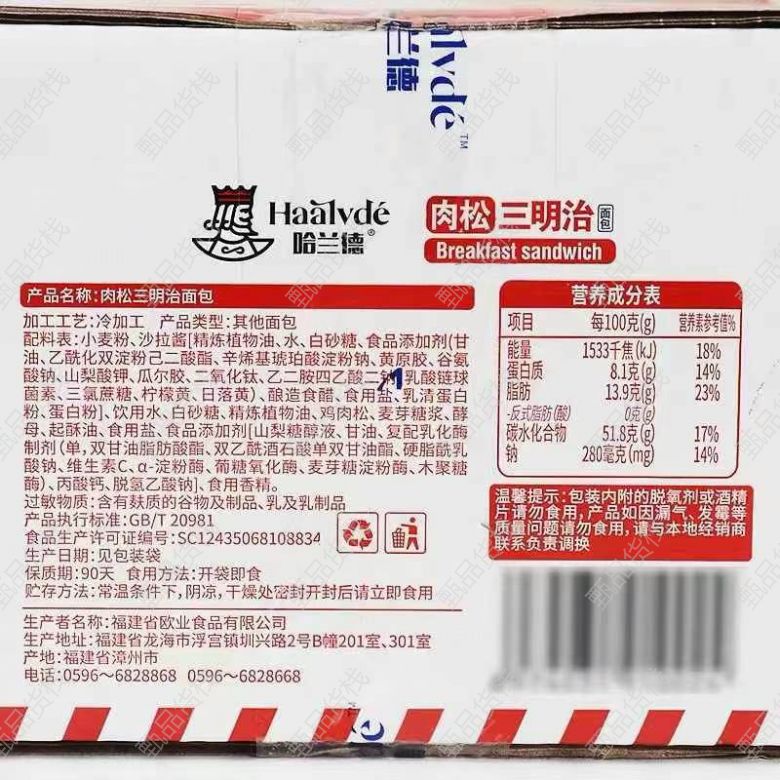 哈兰德
alvdé™
Haalvdé
哈兰德®
肉松三明治面包
Breakfast sandwich
产品名称:肉松三明治面包
加工工艺:冷加工 产品类型:其他面包
配料表:小麦粉、沙拉酱[精炼植物油、水、白砂糖、食品添加剂(甘
油、乙酰化双淀粉己二酸酯、辛烯基琥珀酸淀粉钠、黄原胶、谷氨
酸钠、山梨酸钾、瓜尔胶、二氧化钛、乙二胺四乙酸二钠、乳酸链球
菌素、三氯蔗糖、柠檬黄、日落黄)、酿造食醋、食用盐、乳清蛋白
粉、蛋白粉]、饮用水、白砂糖、精炼植物油、鸡肉松、麦芽糖浆、酵
母、起酥油、食用盐、食品添加剂[山梨糖醇液、甘油、复配乳化酶
制剂(单,双甘油脂肪酸酯、双乙酰酒石酸单双甘油酯、硬脂酰乳
酸钠、维生素C、α-淀粉酶、葡糖氧化酶、麦芽糖淀粉酶、木聚糖
酶)、丙酸钙、脱氢乙酸钠]、食用香精。
过敏物质:含有麸质的谷物及制品、乳及乳制品
产品执行标准:GB/T 20981
食品生产许可证编号:SC12435068108834
生产日期:见包装袋
保质期:90天 食用方法:开袋即食
贮存方法:常温条件下,阴凉,干燥处密封开封后请立即食用
生产者名称:福建省欧业食品有限公司
生产地址:福建省龙海市浮宫镇圳兴路2号B幢201室、301室
产地:福建省漳州市
电话:0596~6828868 0596~6828668
营养成分表
项目 每100克(g) 营养素参考值%
能量 1533千焦(kJ) 18%
蛋白质 8.1克(g) 14%
脂肪 13.9克(g) 23%
-反式脂肪(酸) 0克(g)
碳水化合物 51.8克(g) 17%
钠 280毫克(mg) 14%
温馨提示:包装内附的脱氧剂或酒精
片请勿食用,产品如因漏气、发霉等
质量问题请勿食用,请与本地经销商
联系负责调换
甄品货栈